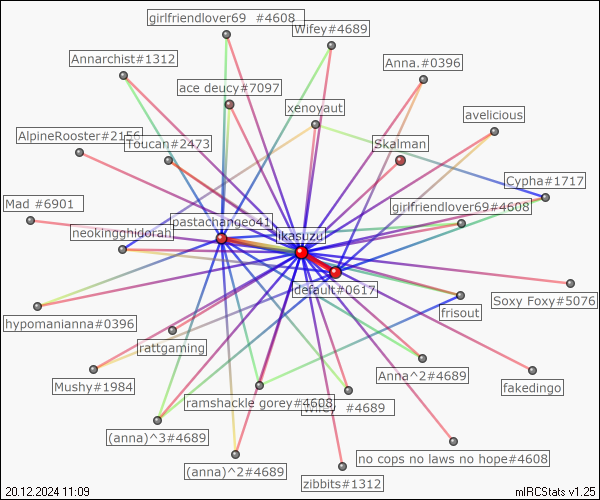 girlfriendlover69 #4608
Wifey#4689
Annarchist#1312
Anna.#0396
ace deucy#7097
xenoyaut
avelicious
AlpineRooster#2156
Toucan#2473
Skalman
Cypha#1717
Mad #6901
girlfriendlover69#4608
pastachange641
neokingghidorah
ikasuzu
default#0617
Soxy Foxy#5076
frisout
hypomanianna#0396
rattgaming
Anna^2#4689
Mushy#1984
fakedingo
ramshackle gorey#4608
Wifey #4689
(anna)^3#4689
no cops no laws no hope#4608
(anna)^2#4689
zibbits#1312
20.12.2024 11:09
mIRCStats v1.25